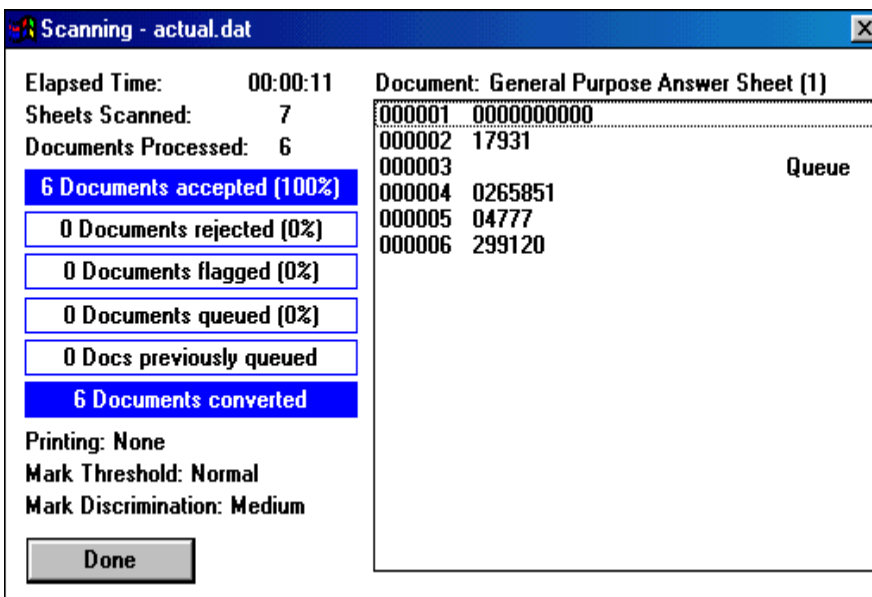 Scanning - actual.dat
Elapsed Time: 00:00:11
Sheets Scanned: 7
Documents Processed: 6
6 Documents accepted (100%)
0 Documents rejected (0%)
0 Documents flagged (0%)
0 Documents queued (0%)
0 Docs previously queued
6 Documents converted
Printing: None
Mark Threshold: Normal
Mark Discrimination: Medium
Done
Document: General Purpose Answer Sheet (1)
000001 0000000000
000002 17931
000003 Queue
000004 0265851
000005 04777
000006 299120